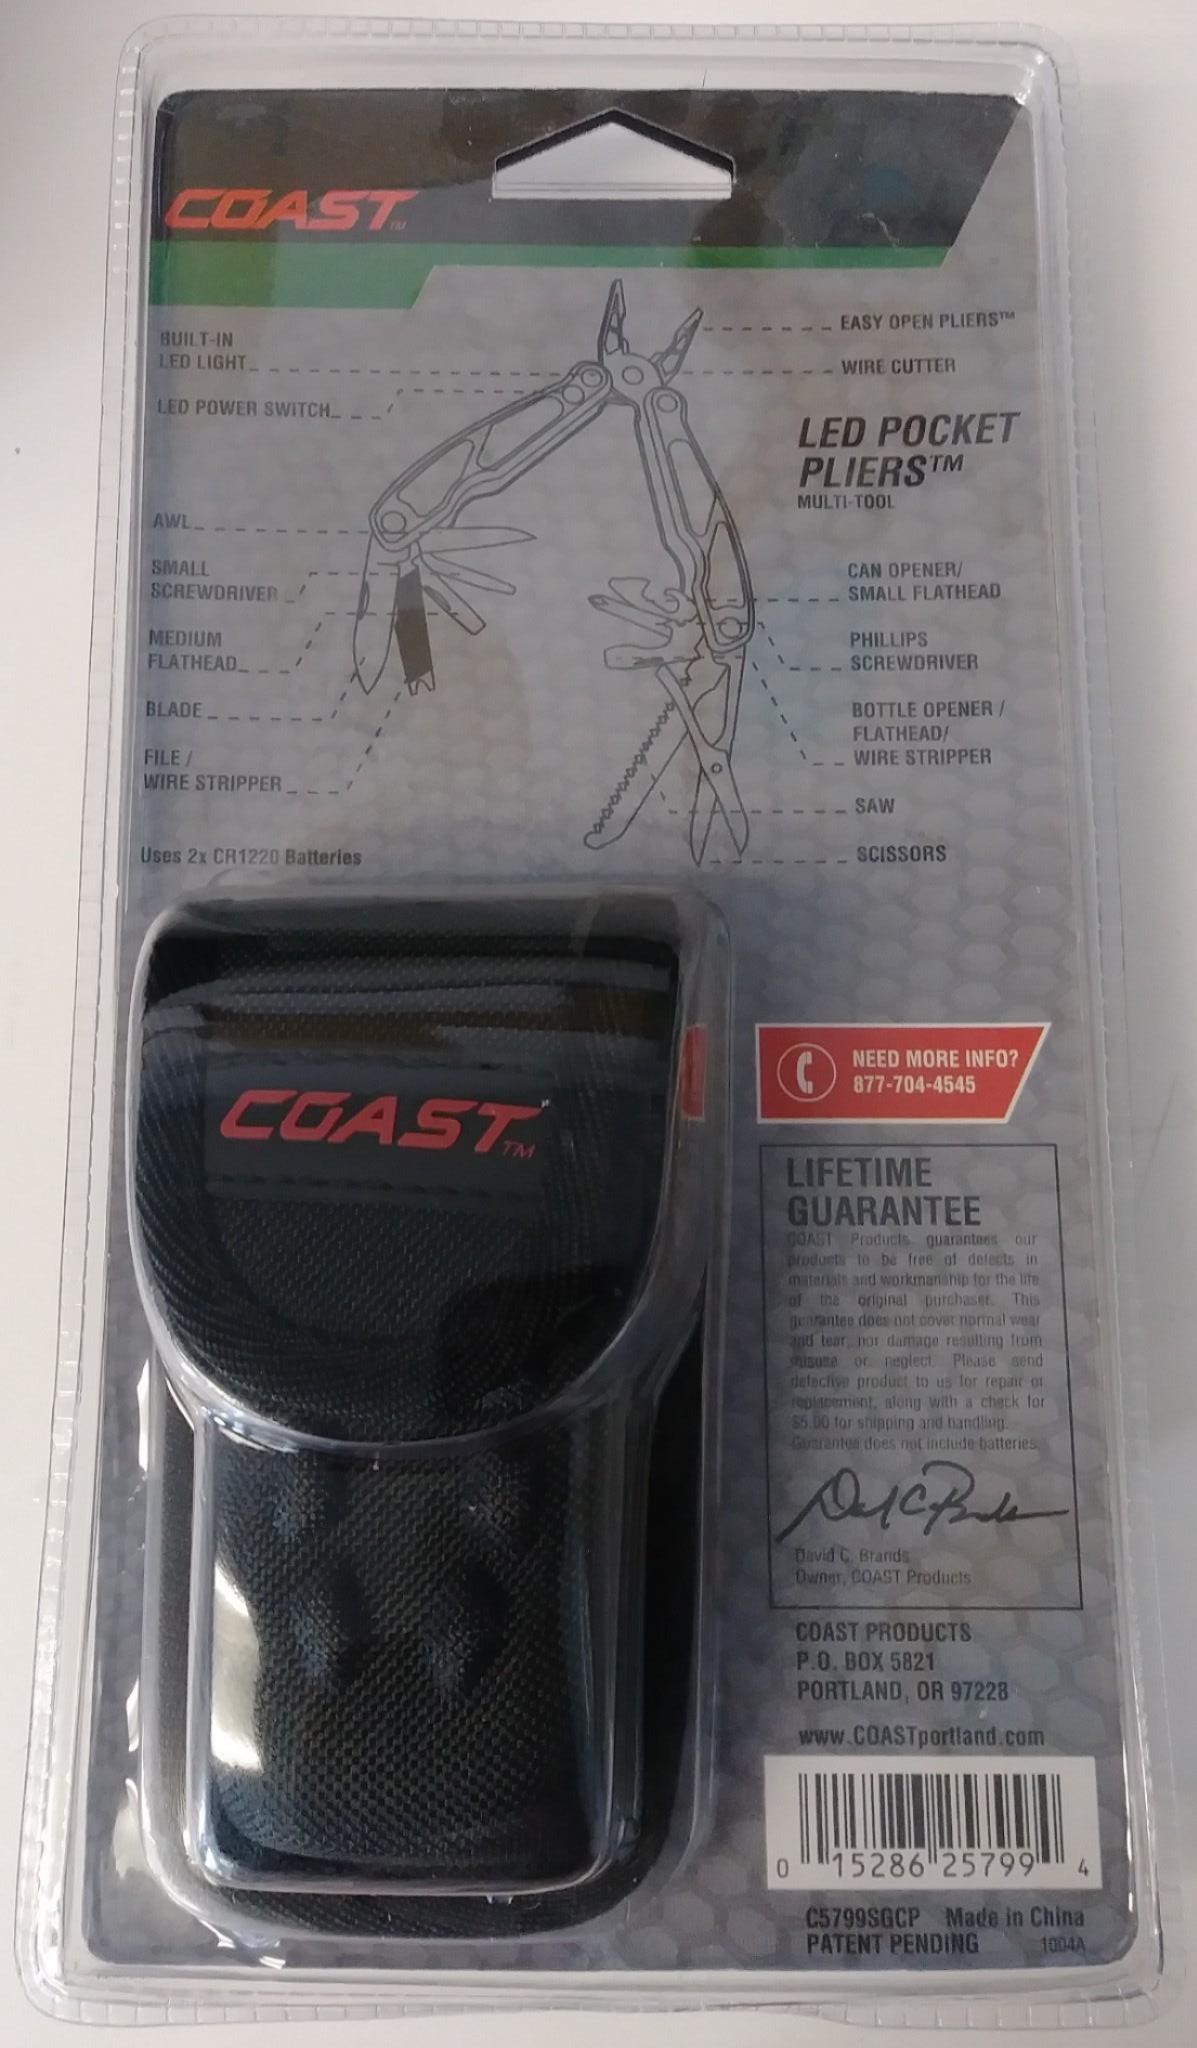 COAST™
BUILT-IN
LED LIGHT
LED POWER SWITCH
AWL
SMALL
SCREWDRIVER
MEDIUM
FLATHEAD
BLADE
FILE /
WIRE STRIPPER
Uses 2x CR1220 Batteries
EASY OPEN PLIERS™
WIRE CUTTER
LED POCKET
PLIERS™
MULTI-TOOL
CAN OPENER/
SMALL FLATHEAD
PHILLIPS
SCREWDRIVER
BOTTLE OPENER /
FLATHEAD/
WIRE STRIPPER
SAW
SCISSORS
COAST™
NEED MORE INFO?
877-704-4545
LIFETIME
GUARANTEE
COAST Products guarantees our
products to be free of defects in
materials and workmanship for the life
of the original purchaser. This
guarantee does not cover normal wear
and tear, nor damage resulting from
misuse or neglect. Please send
defective product to us for repair or
replacement, along with a check for
$5.00 for shipping and handling.
Guarantee does not include batteries.
David C. Brands
David C. Brands
Owner, COAST Products
COAST PRODUCTS
P.O. BOX 5821
PORTLAND, OR 97228
www.COASTportland.com
0 15286 25799 4
C5799SGCP Made in China
PATENT PENDING 1004A